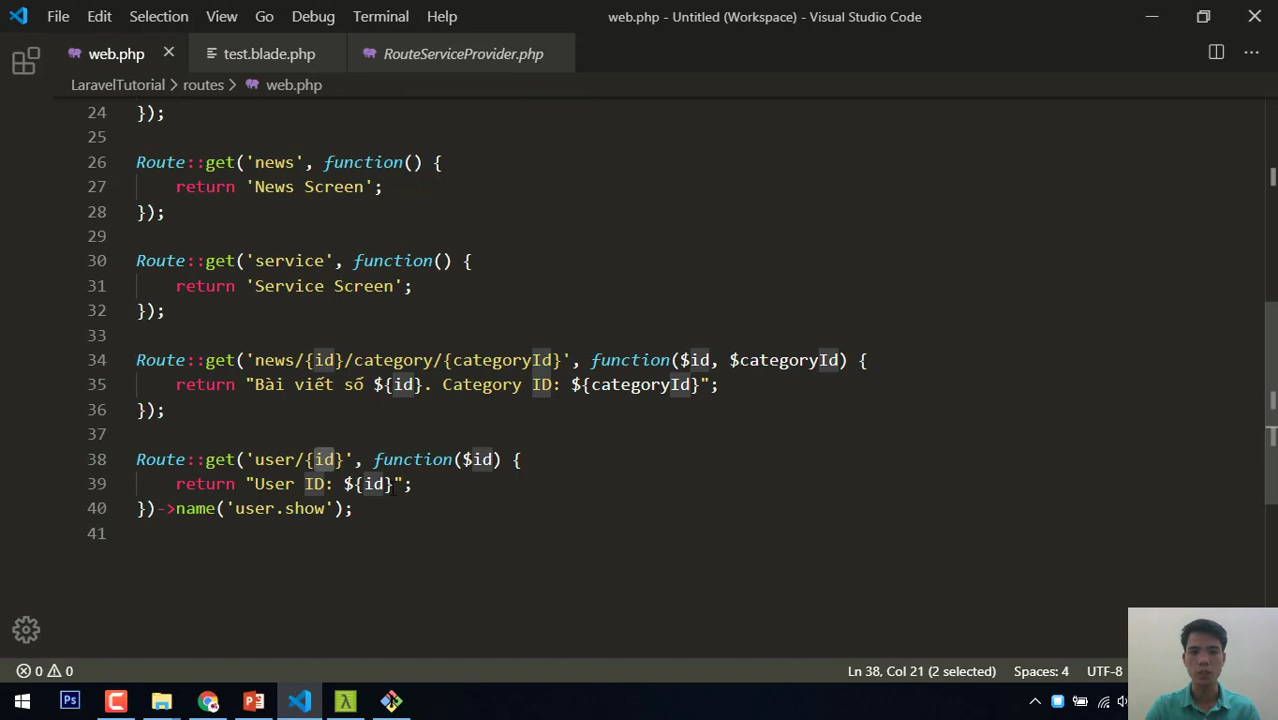 File Edit Selection View Go Debug Terminal Help web.php - Untitled (Workspace) - Visual Studio Code
web.php test.blade.php RouteServiceProvider.php
LaravelTutorial > routes > web.php
24 });
25
26 Route::get('news', function() {
27 return 'News Screen';
28 });
29
30 Route::get('service', function() {
31 return 'Service Screen';
32 });
33
34 Route::get('news/{id}/category/{categoryId}', function($id, $categoryId) {
35 return "Bài viết số ${id}. Category ID: ${categoryId}";
36 });
37
38 Route::get('user/{id}', function($id) {
39 return "User ID: ${id}";
40 })->name('user.show');
41
0 0 Ln 38, Col 21 (2 selected) Spaces: 4 UTF-8
Ps